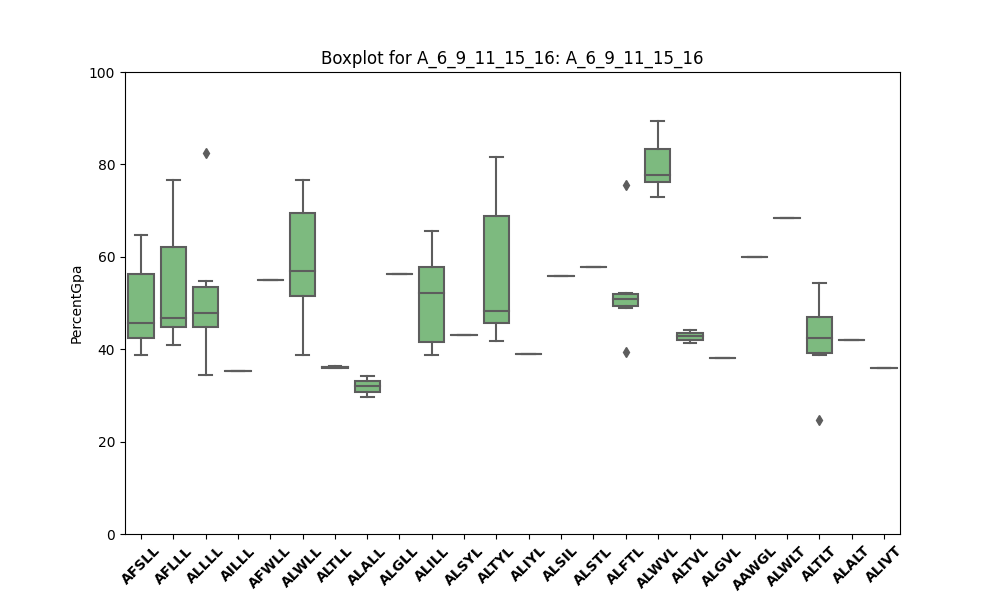 Boxplot for A_6_9_11_15_16: A_6_9_11_15_16
PercentGpa
100
80
60
40
20
0
AFSLL
AFLLL
ALLLL
AILLL
AFWLL
ALWLL
ALTLL
ALALL
ALGLL
ALILL
ALSYL
ALTYL
ALIYL
ALSIL
ALSTL
ALFTL
ALWVL
ALTVL
ALGVL
AAWGL
ALWLT
ALTLT
ALALT
ALIVT